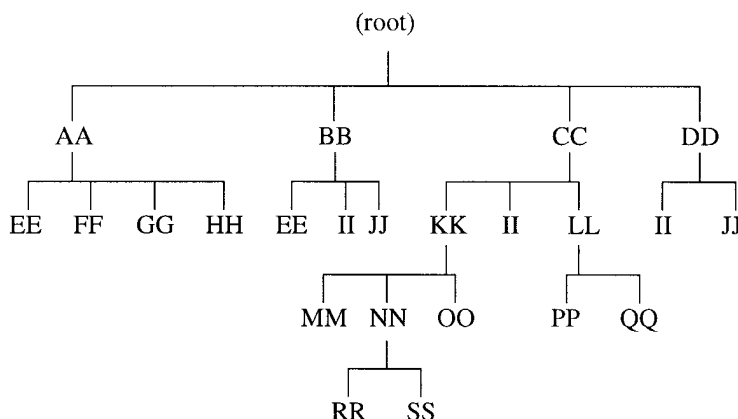 (root)
AA BB CC DD
EE FF GG HH EE II JJ KK II LL II JJ
MM NN OO PP QQ
RR SS